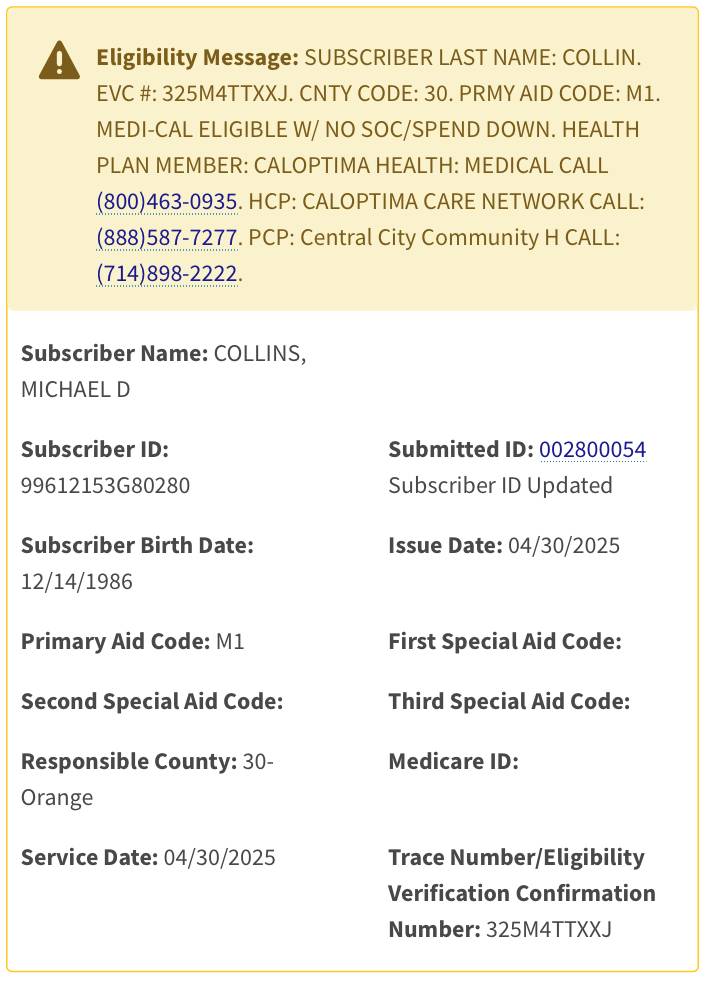 Eligibility Message: SUBSCRIBER LAST NAME: COLLIN.
EVC #: 325M4TTXXJ. CNTY CODE: 30. PRMY AID CODE: M1.
MEDI-CAL ELIGIBLE W/ NO SOC/SPEND DOWN. HEALTH
PLAN MEMBER: CALOPTIMA HEALTH: MEDICAL CALL
(800)463-0935. HCP: CALOPTIMA CARE NETWORK CALL:
(888)587-7277. PCP: Central City Community H CALL:
(714)898-2222.
Subscriber Name: COLLINS,
MICHAEL D
Subscriber ID:
99612153G80280
Submitted ID: 002800054
Subscriber ID Updated
Subscriber Birth Date:
12/14/1986
Issue Date: 04/30/2025
Primary Aid Code: M1
First Special Aid Code:
Second Special Aid Code:
Third Special Aid Code:
Responsible County: 30-
Orange
Medicare ID:
Service Date: 04/30/2025
Trace Number/Eligibility
Verification Confirmation
Number: 325M4TTXXJ